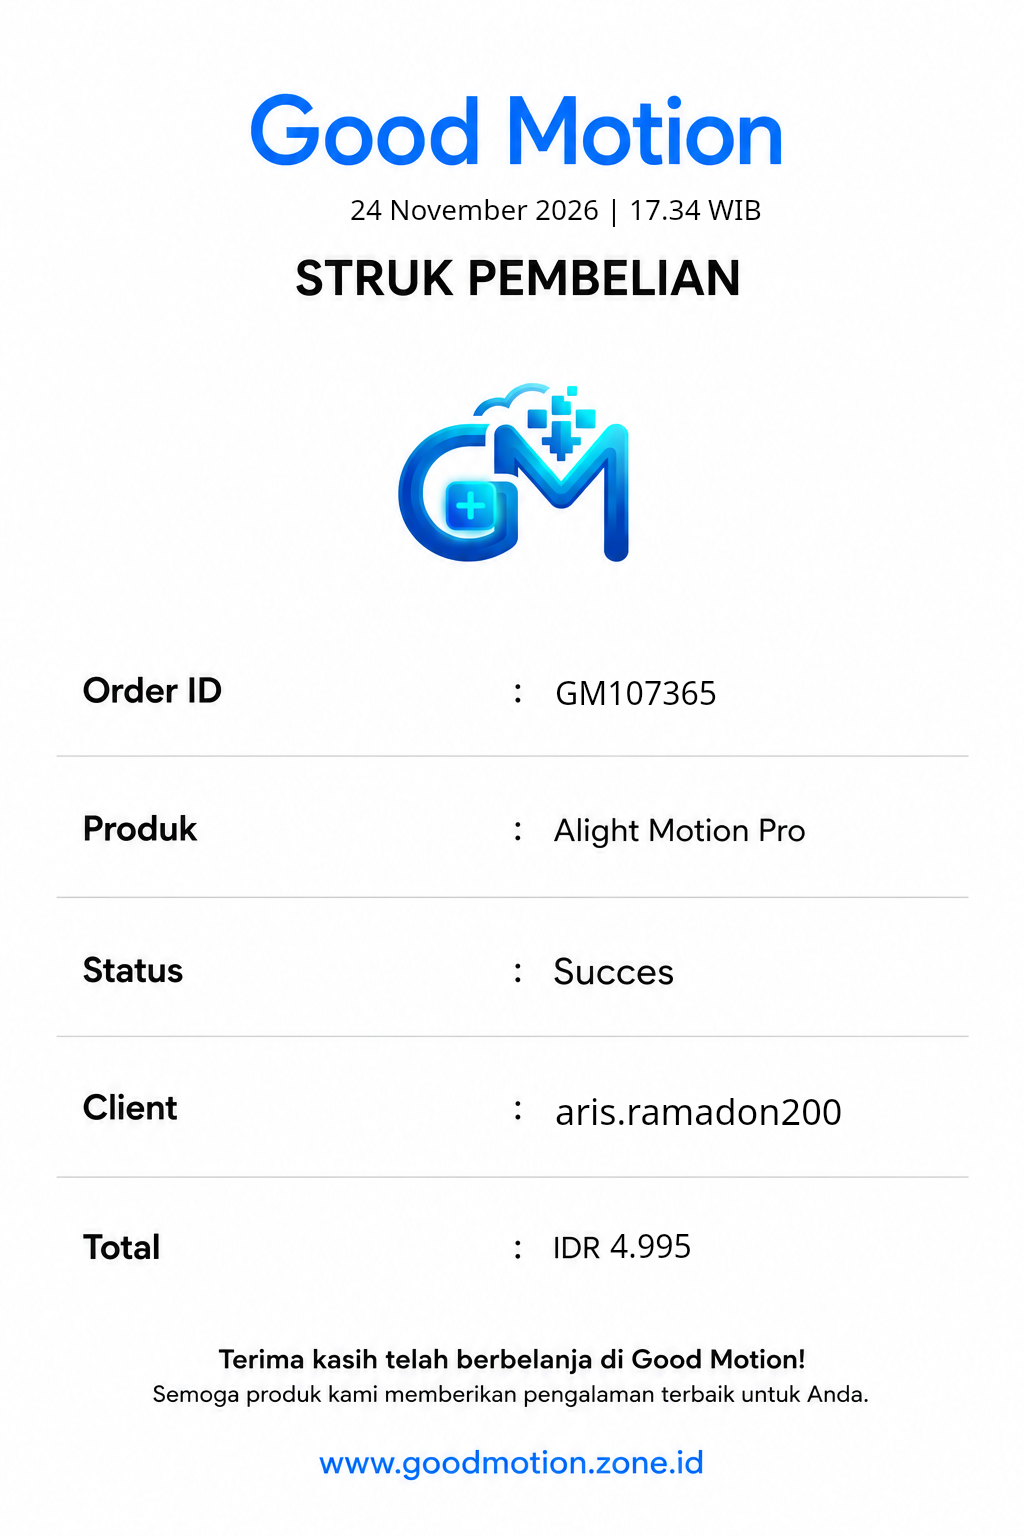 Good Motion
24 November 2026 | 17.34 WIB
STRUK PEMBELIAN
GM
Order ID : GM107365
Produk : Alight Motion Pro
Status : Succes
Client : aris.ramadon200
Total : IDR 4.995
Terima kasih telah berbelanja di Good Motion!
Semoga produk kami memberikan pengalaman terbaik untuk Anda.
www.goodmotion.zone.id